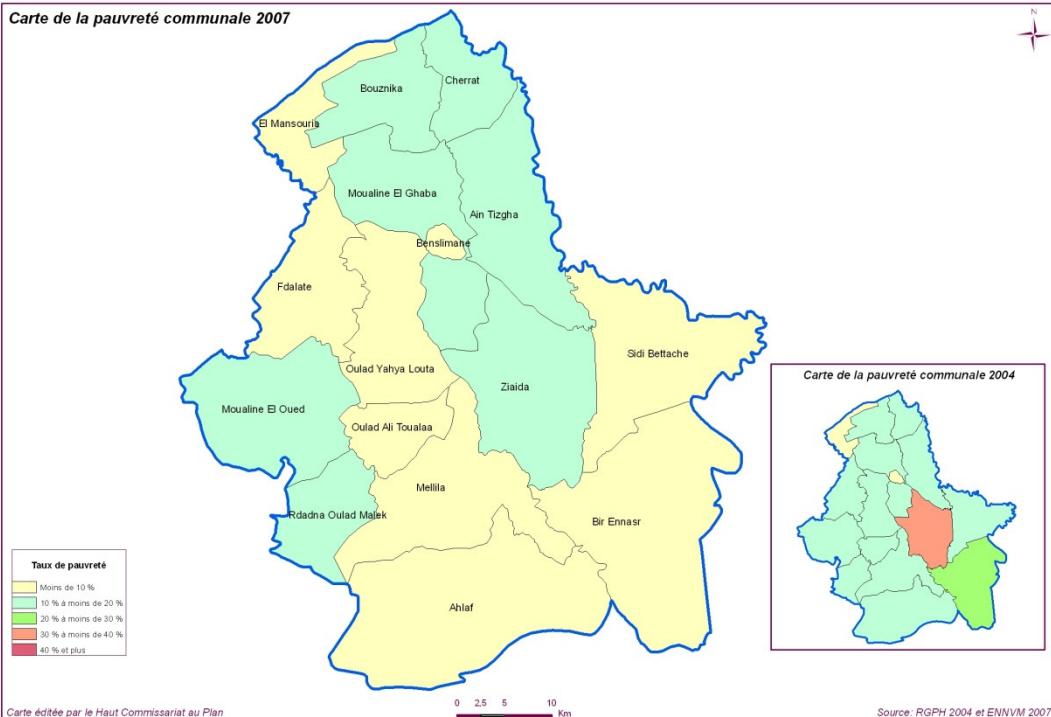 Carte de la pauvreté communale 2007
N
Cherrat
Bouznika
El Mansouria
Moualine El Ghaba
Ain Tizgha
Benslimane
Fdalate
Sidi Bettache
Oulad Yahya Louta
Ziaida
Moualine El Oued
Oulad Ali Toualaa
Mellila
Rdadna Oulad Malek
Bir Ennasr
Ahlaf
Carte de la pauvreté communale 2004
Taux de pauvreté
Moins de 10 %
10 % à moins de 20 %
20 % à moins de 30 %
30 % à moins de 40 %
40 % et plus
0 2,5 5 10
Km
Carte éditée par le Haut Commissariat au Plan
Source: RGPH 2004 et ENNVM 2007